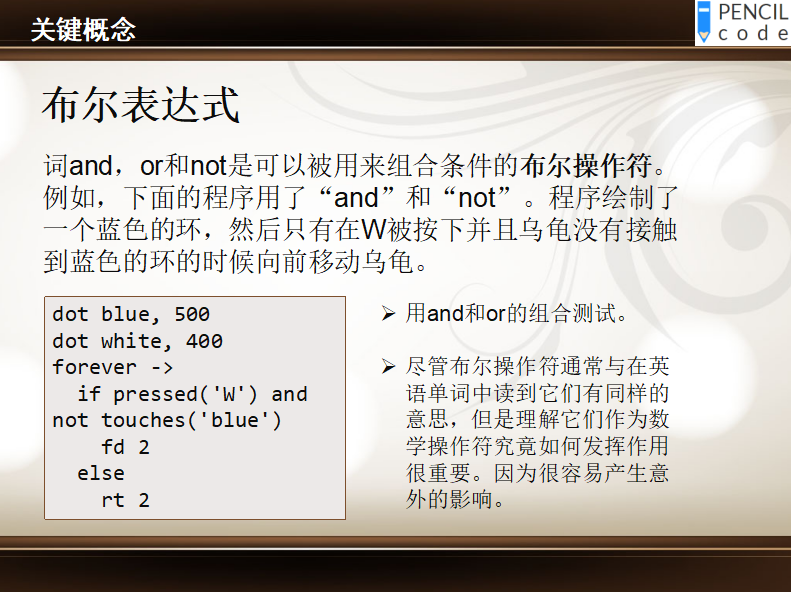 关键概念
PENCIL
code
布尔表达式
词and，or和not是可以被用来组合条件的布尔操作符。
例如，下面的程序用了“and”和“not”。程序绘制了
一个蓝色的环，然后只有在W被按下并且乌龟没有接触
到蓝色的环的时候向前移动乌龟。
dot blue, 500
dot white, 400
forever ->
if pressed('W') and
not touches('blue')
fd 2
else
rt 2
用and和or的组合测试。
尽管布尔操作符通常与在英
语单词中读到它们有同样的
意思，但是理解它们作为数
学操作符究竟如何发挥作用
很重要。因为很容易产生意
外的影响。